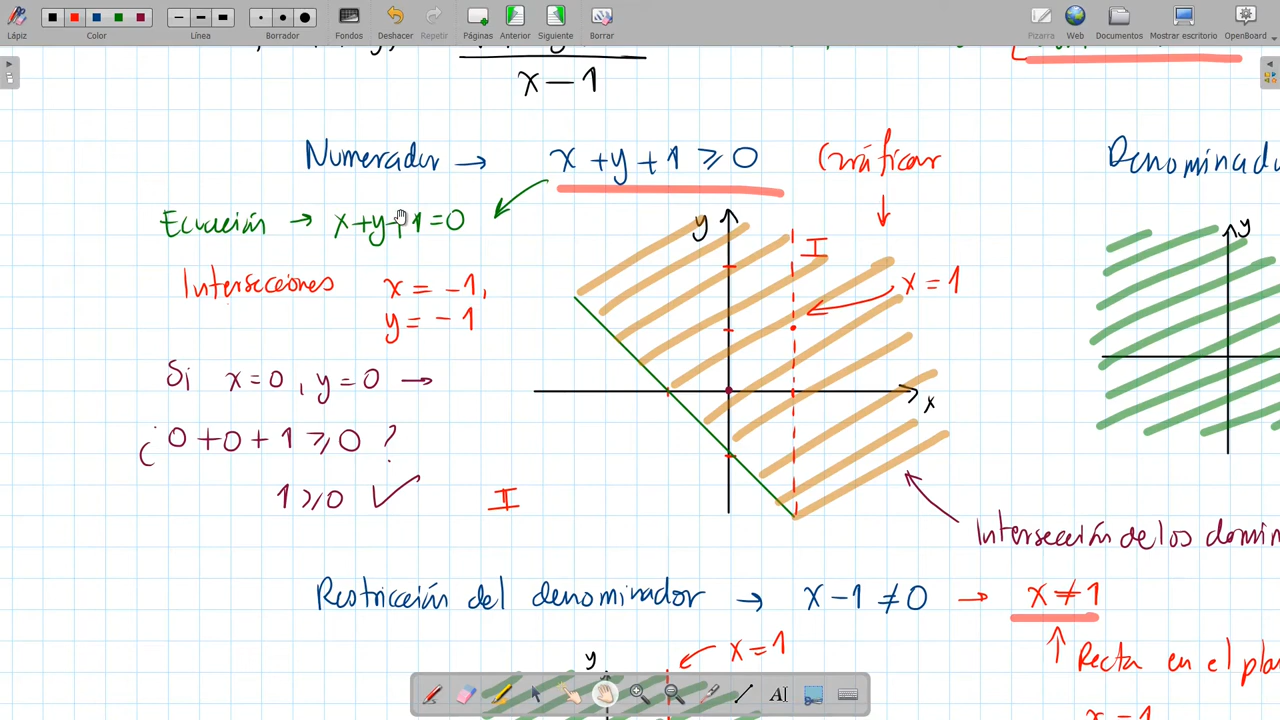 Lápiz Color Línea Borrador Fondos Deshacer Repetir Páginas Anterior Siguiente Borrar Pizarra Web Documentos Mostrar escritorio OpenBoard
x - 1
Numerador → x + y + 1 ≥ 0 Graficar
Ecuación → x + y + 1 = 0
Intersecciones x = -1,
y = -1
Si x = 0, y = 0 →
¿ 0 + 0 + 1 ≥ 0 ?
1 ≥ 0 ✓
I
y
I
x = 1
x
Denominad
y
Intersección de los domin
Restricción del denominador → x - 1 ≠ 0 → x ≠ 1
y
x = 1
Recta en el pla
x = 1